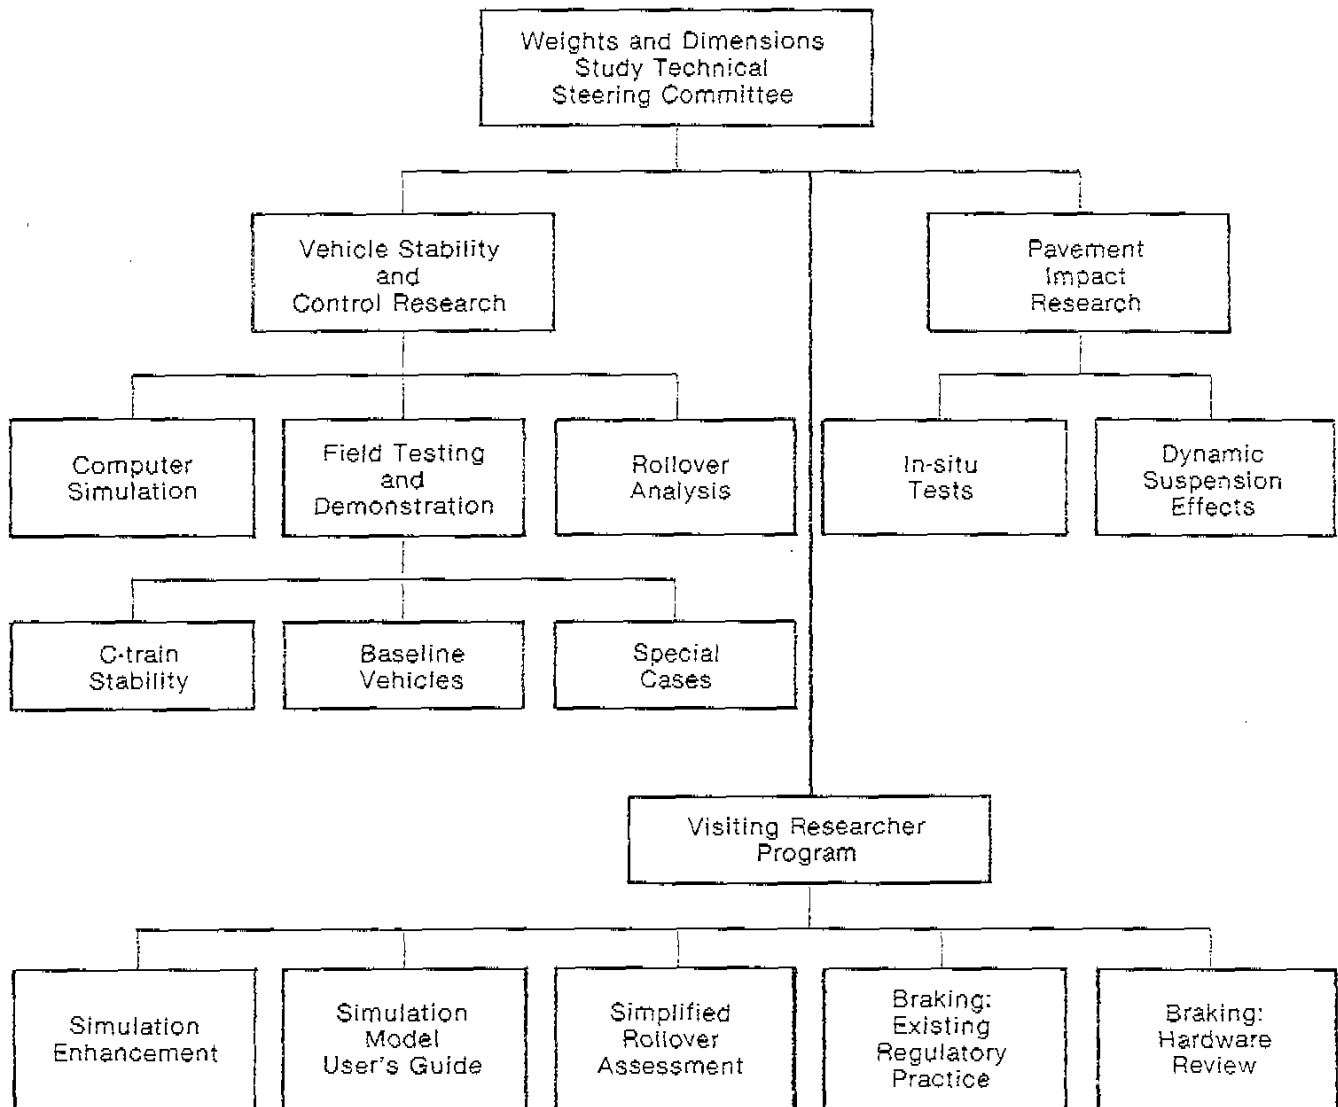 Weights and Dimensions
Study Technical
Steering Committee
Vehicle Stability
and
Control Research
Pavement
Impact
Research
Computer
Simulation
Field Testing
and
Demonstration
Rollover
Analysis
In-situ
Tests
Dynamic
Suspension
Effects
C-train
Stability
Baseline
Vehicles
Special
Cases
Visiting Researcher
Program
Simulation
Enhancement
Simulation
Model
User's Guide
Simplified
Rollover
Assessment
Braking:
Existing
Regulatory
Practice
Braking:
Hardware
Review